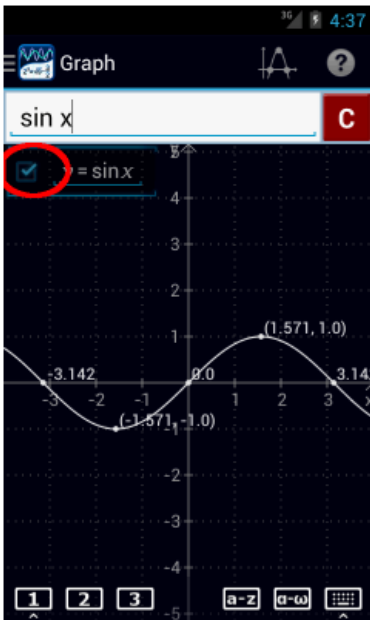 3G 4:37
Graph ?
sin x C
y = sin x
5
4
3
2
1 (1.571, 1.0)
-3.142 0.0 3.14
-3 -2 -1 1 2 3 x
(-1.571, -1.0)
-1
-2
-3
-4
-5
1 2 3 a-z α-ω